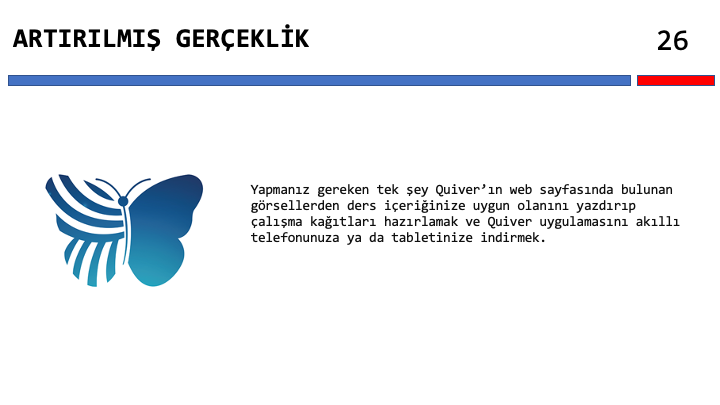 ARTIRILMIŞ GERÇEKLİK
26
Yapmanız gereken tek şey Quiver’ın web sayfasında bulunan
görsellerden ders içeriğinize uygun olanını yazdırıp
çalışma kağıtları hazırlamak ve Quiver uygulamasını akıllı
telefonunuza ya da tabletinize indirmek.